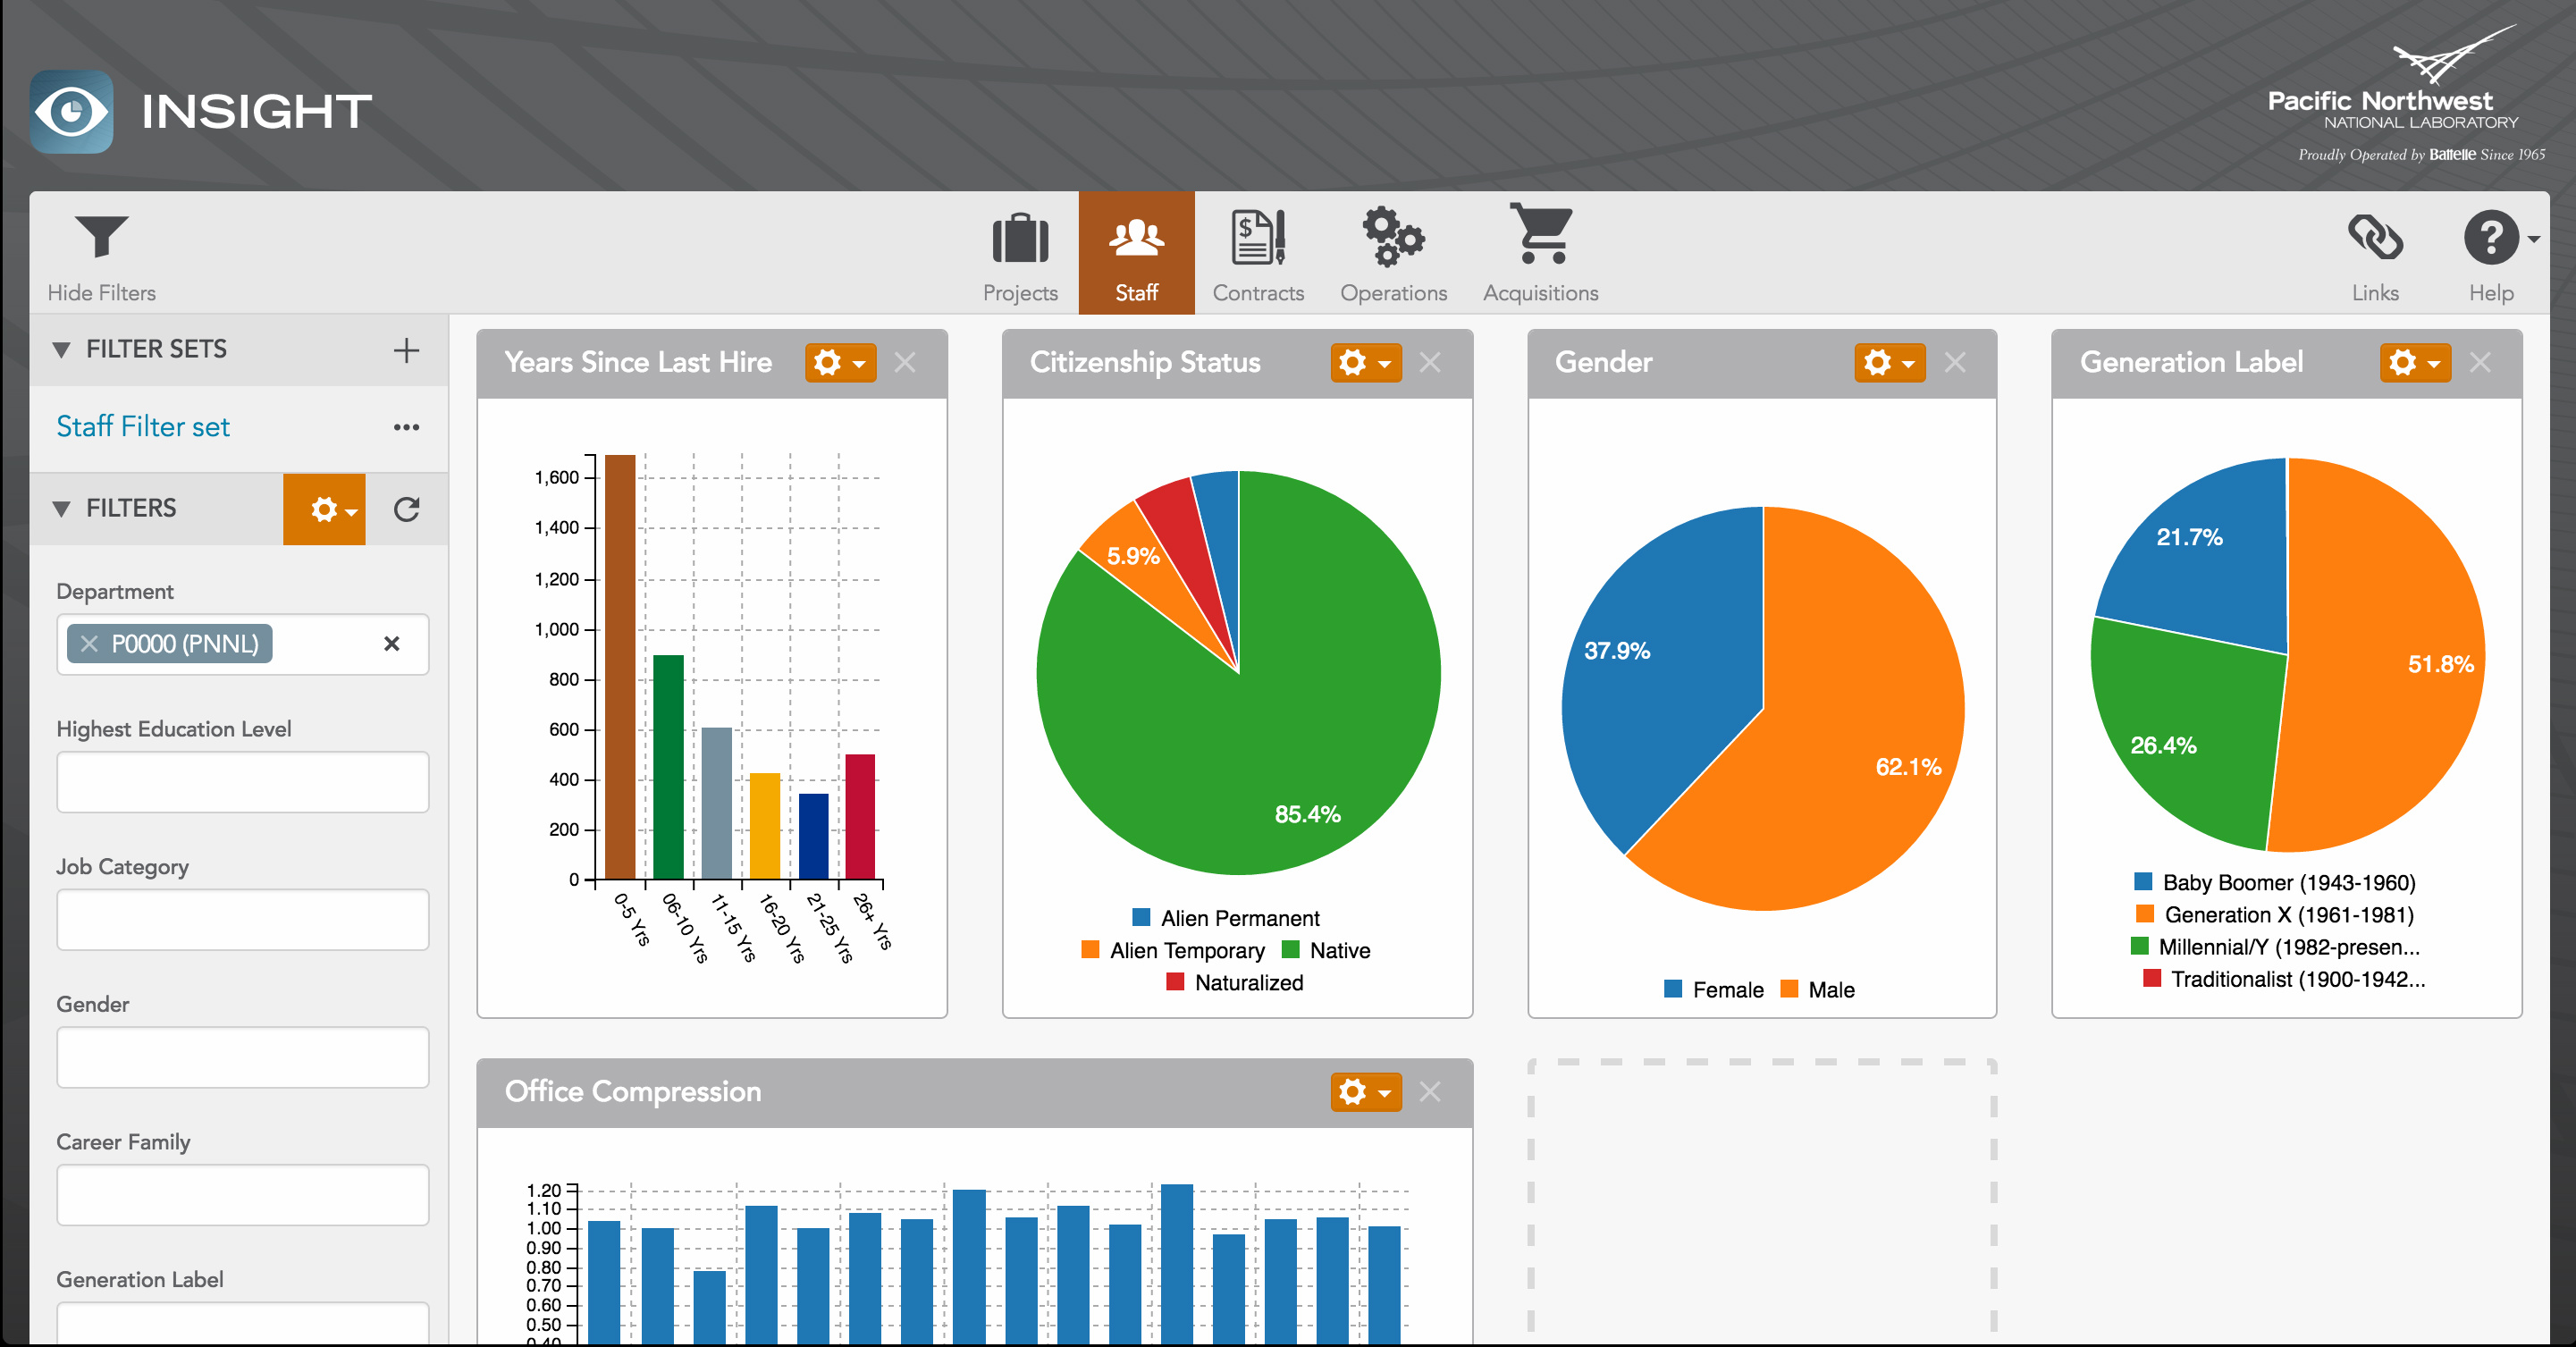 INSIGHT
Pacific Northwest
NATIONAL LABORATORY
Proudly Operated by Battelle Since 1965
Hide Filters
Projects
Staff
Contracts
Operations
Acquisitions
Links
Help
FILTER SETS
Staff Filter set
FILTERS
Department
P0000 (PNNL)
Highest Education Level
Job Category
Gender
Career Family
Generation Label
Years Since Last Hire
1,600
1,400
1,200
1,000
800
600
400
200
0
0-5 Yrs
06-10 Yrs
11-15 Yrs
16-20 Yrs
21-25 Yrs
26+ Yrs
Citizenship Status
5.9%
85.4%
Alien Permanent
Alien Temporary Native
Naturalized
Gender
37.9%
62.1%
Female Male
Generation Label
21.7%
51.8%
26.4%
Baby Boomer (1943-1960)
Generation X (1961-1981)
Millennial/Y (1982-presen...
Traditionalist (1900-1942...
Office Compression
1.20
1.10
1.00
0.90
0.80
0.70
0.60
0.50
0.40